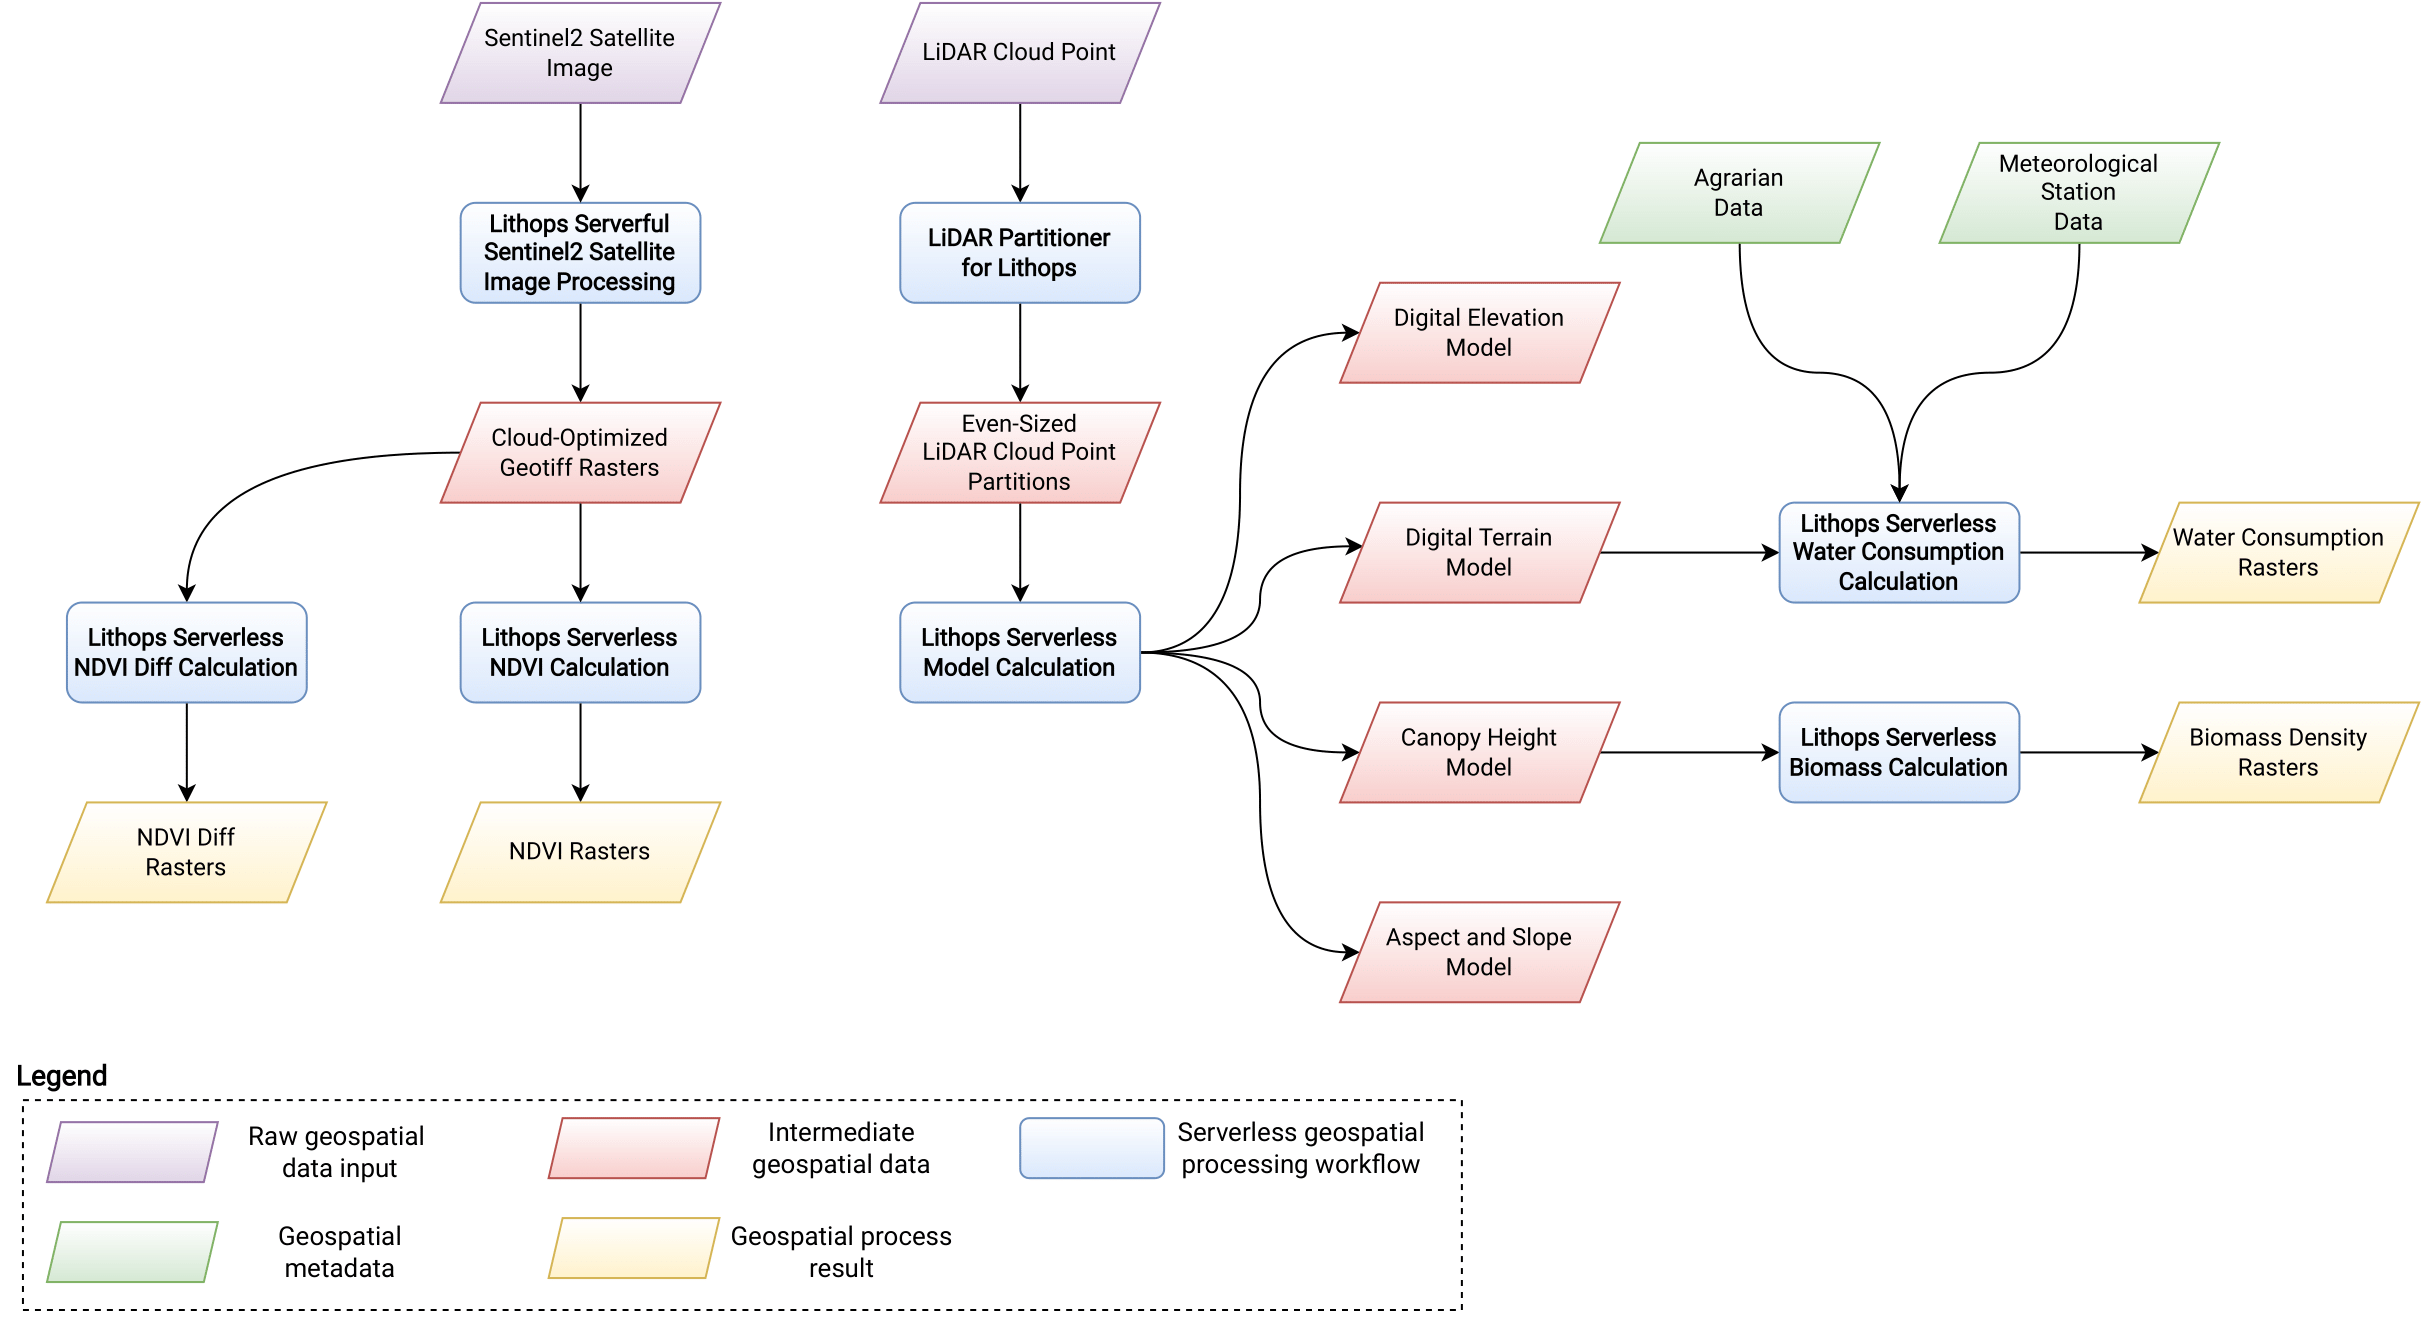 Sentinel2 Satellite
Image
LiDAR Cloud Point
Agrarian
Data
Meteorological
Station
Data
Lithops Serverful
Sentinel2 Satellite
Image Processing
LiDAR Partitioner
for Lithops
Digital Elevation
Model
Cloud-Optimized
Geotiff Rasters
Even-Sized
LiDAR Cloud Point
Partitions
Digital Terrain
Model
Lithops Serverless
Water Consumption
Calculation
Water Consumption
Rasters
Lithops Serverless
NDVI Diff Calculation
Lithops Serverless
NDVI Calculation
Lithops Serverless
Model Calculation
Canopy Height
Model
Lithops Serverless
Biomass Calculation
Biomass Density
Rasters
NDVI Diff
Rasters
NDVI Rasters
Aspect and Slope
Model
Legend
Raw geospatial
data input
Intermediate
geospatial data
Serverless geospatial
processing workflow
Geospatial
metadata
Geospatial process
result